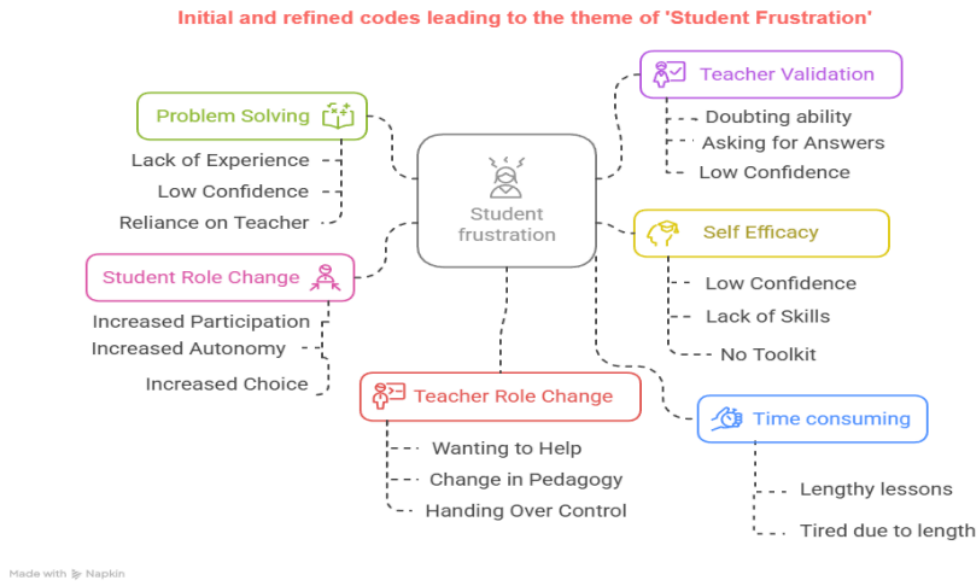 Initial and refined codes leading to the theme of 'Student Frustration'
Problem Solving
Lack of Experience
Low Confidence
Reliance on Teacher
Student Role Change
Increased Participation
Increased Autonomy
Increased Choice
Student
frustration
Teacher Role Change
Wanting to Help
Change in Pedagogy
Handing Over Control
Teacher Validation
Doubting ability
Asking for Answers
Low Confidence
Self Efficacy
Low Confidence
Lack of Skills
No Toolkit
Time consuming
Lengthy lessons
Tired due to length
Made with Napkin